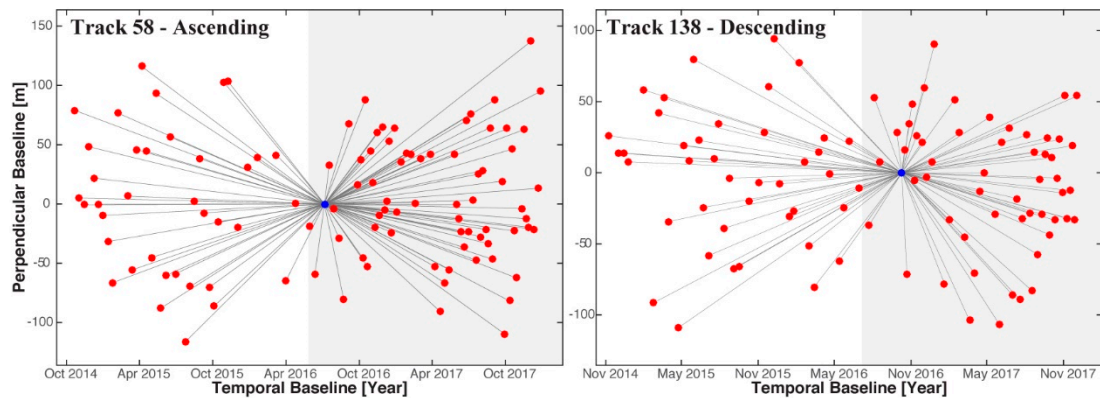 Track 58 - Ascending
Perpendicular Baseline [m]
150
100
50
0
-50
-100
Oct 2014 Apr 2015 Oct 2015 Apr 2016 Oct 2016 Apr 2017 Oct 2017
Temporal Baseline [Year]
Track 138 - Descending
100
50
0
-50
-100
Nov 2014 May 2015 Nov 2015 May 2016 Nov 2016 May 2017 Nov 2017
Temporal Baseline [Year]